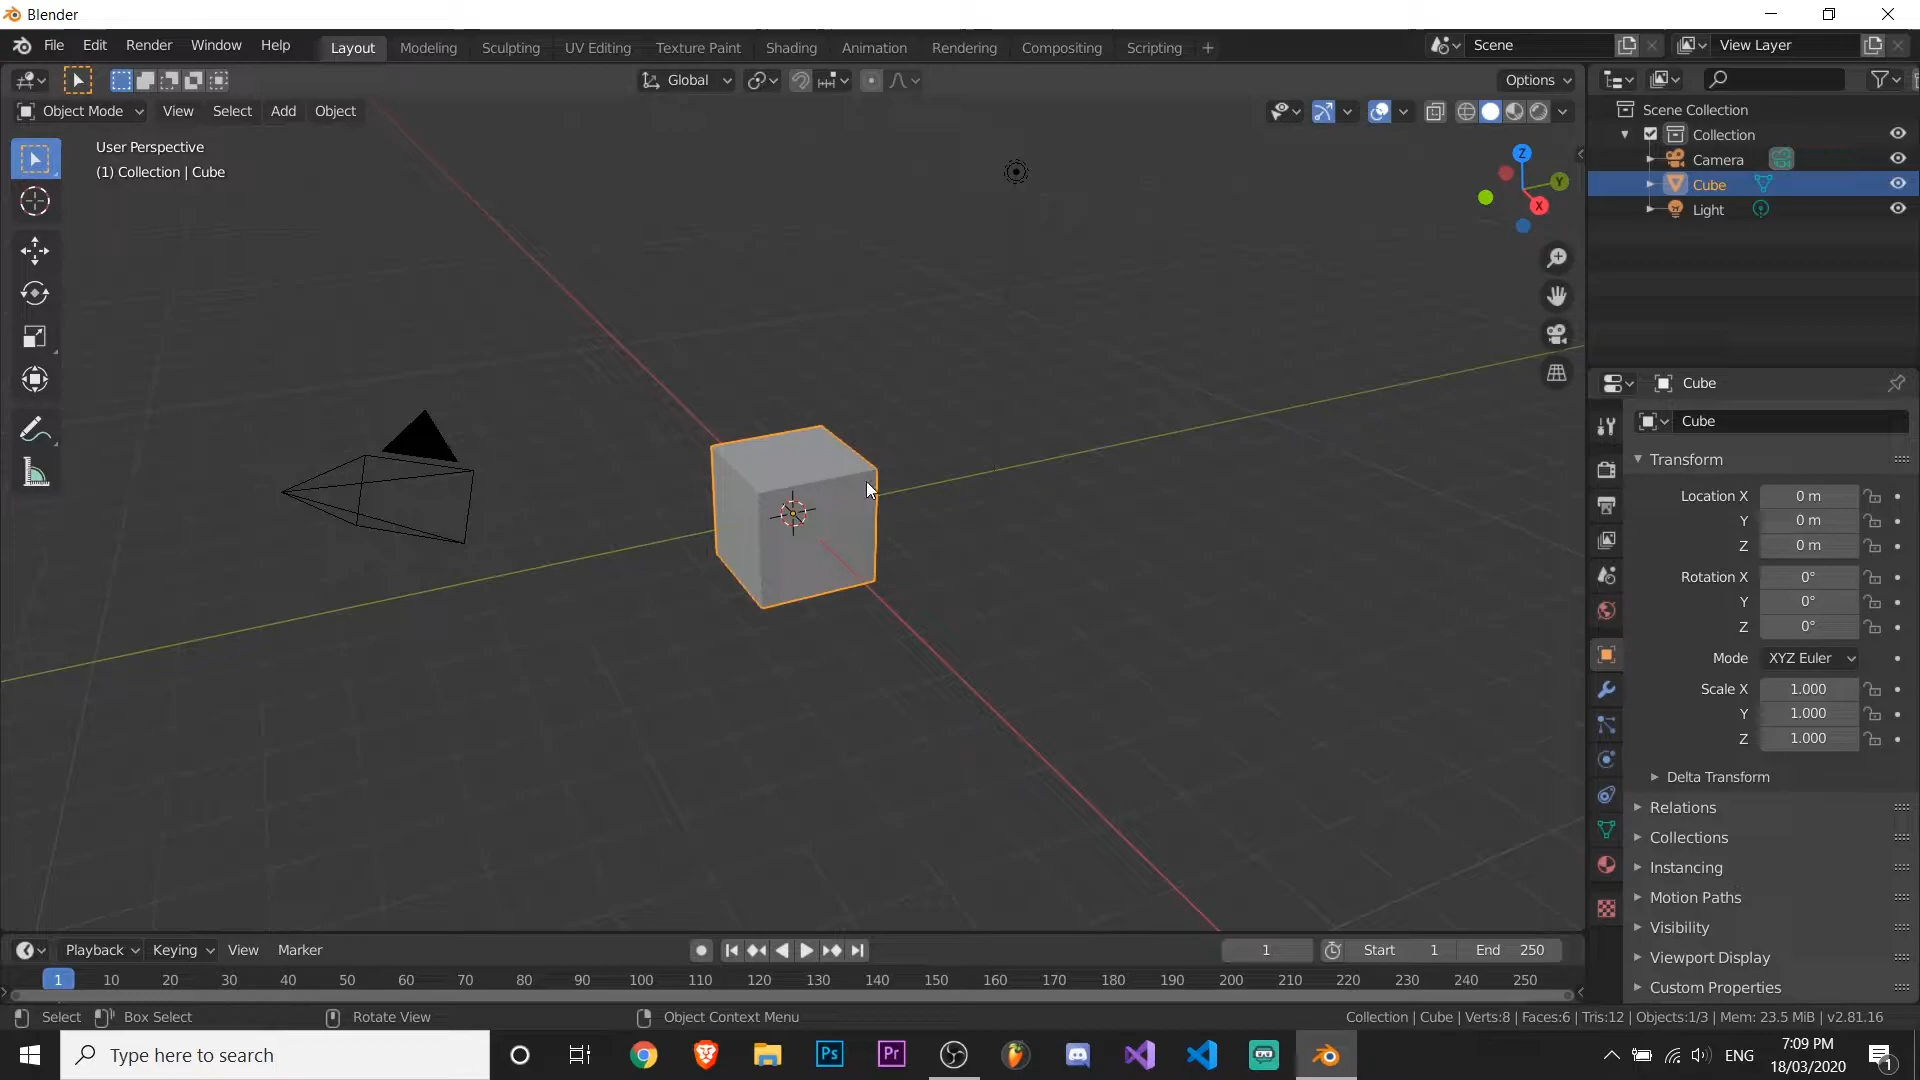 Blender
File Edit Render Window Help Layout Modeling Sculpting UV Editing Texture Paint Shading Animation Rendering Compositing Scripting + Scene View Layer
Global Options
Object Mode View Select Add Object
User Perspective
(1) Collection | Cube
Z
Y
X
Scene Collection
Collection
Camera
Cube
Light
Cube
Cube
Transform
Location X 0 m
Y 0 m
Z 0 m
Rotation X 0°
Y 0°
Z 0°
Mode XYZ Euler
Scale X 1.000
Y 1.000
Z 1.000
Delta Transform
Relations
Collections
Instancing
Motion Paths
Visibility
Viewport Display
Custom Properties
Playback Keying View Marker 1 Start 1 End 250
1 10 20 30 40 50 60 70 80 90 100 110 120 130 140 150 160 170 180 190 200 210 220 230 240 250
Select Box Select Rotate View Object Context Menu Collection | Cube | Verts:8 | Faces:6 | Tris:12 | Objects:1/3 | Mem: 23.5 MiB | v2.81.16
Type here to search Ps Pr ENG 7:09 PM
18/03/2020 1